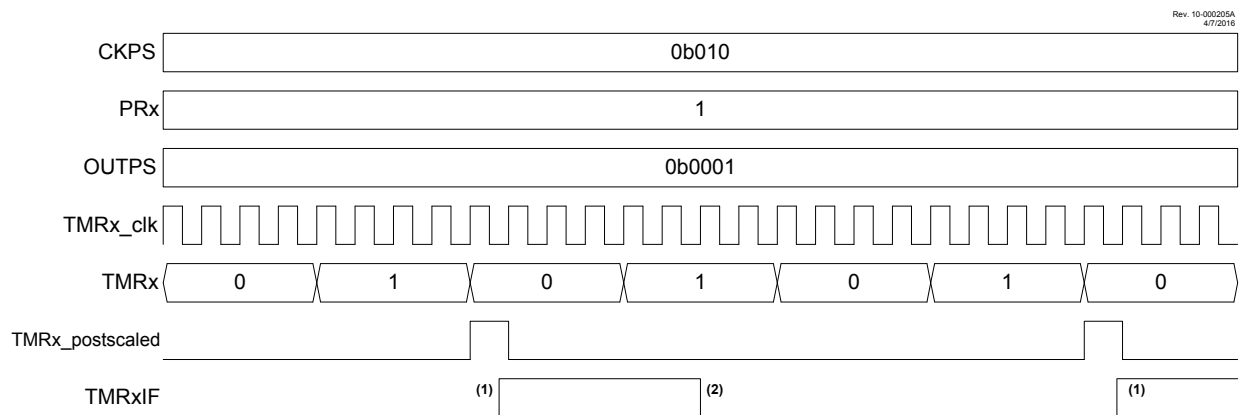 Rev. 10-000205A
4/7/2016
CKPS 0b010
PRx 1
OUTPS 0b0001
TMRx_clk
TMRx 0 1 0 1 0 1 0
TMRx_postscaled
TMRxIF (1) (2) (1)